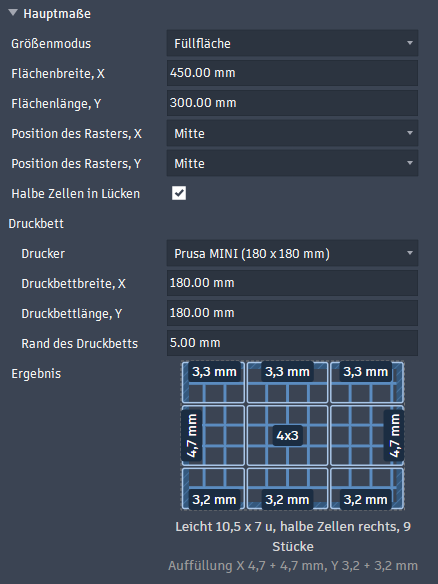 Hauptmaße
Größenmodus Füllfläche
Flächenbreite, X 450.00 mm
Flächenlänge, Y 300.00 mm
Position des Rasters, X Mitte
Position des Rasters, Y Mitte
Halbe Zellen in Lücken
Druckbett
Drucker Prusa MINI (180 x 180 mm)
Druckbettbreite, X 180.00 mm
Druckbettlänge, Y 180.00 mm
Rand des Druckbetts 5.00 mm
Ergebnis
3,3 mm 3,3 mm 3,3 mm
4,7 mm 4x3 4,7 mm
3,2 mm 3,2 mm 3,2 mm
Leicht 10,5 x 7 u, halbe Zellen rechts, 9
Stücke
Auffüllung X 4,7 + 4,7 mm, Y 3,2 + 3,2 mm